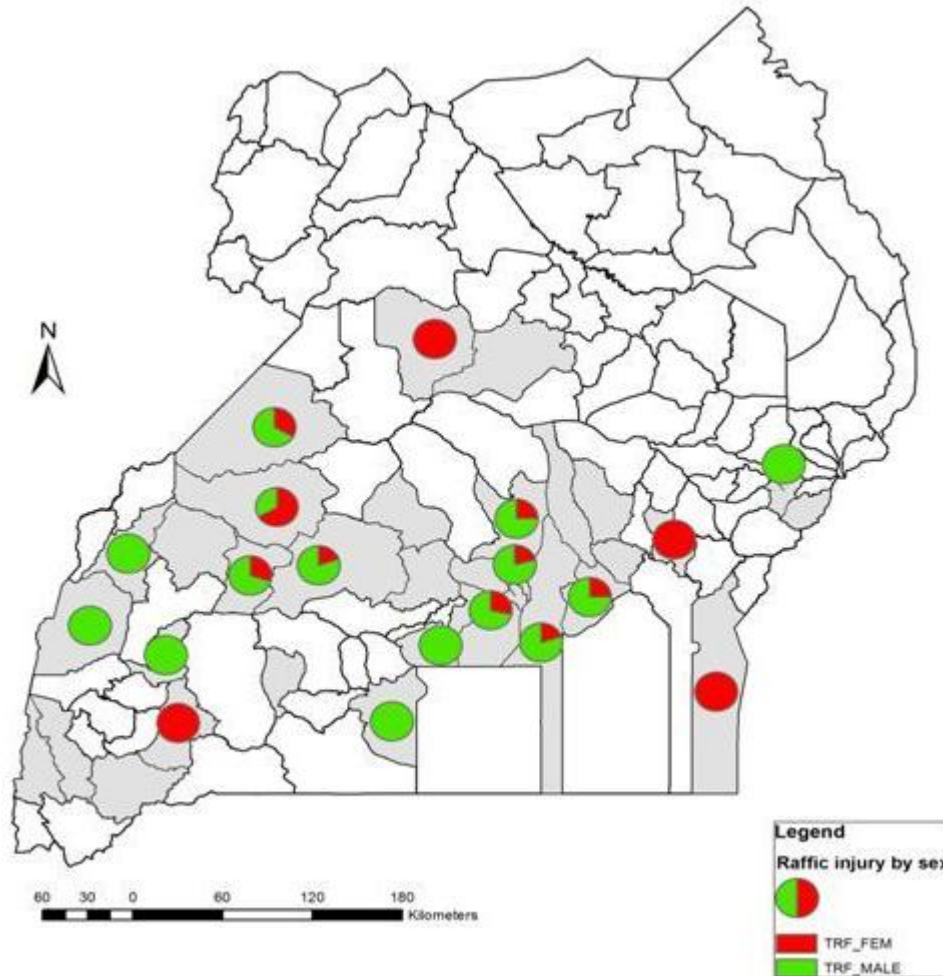 N
60 30 0 60 120 180
Kilometers
Legend
Raffic injury by sex
TRF_FEM
TRF_MALE